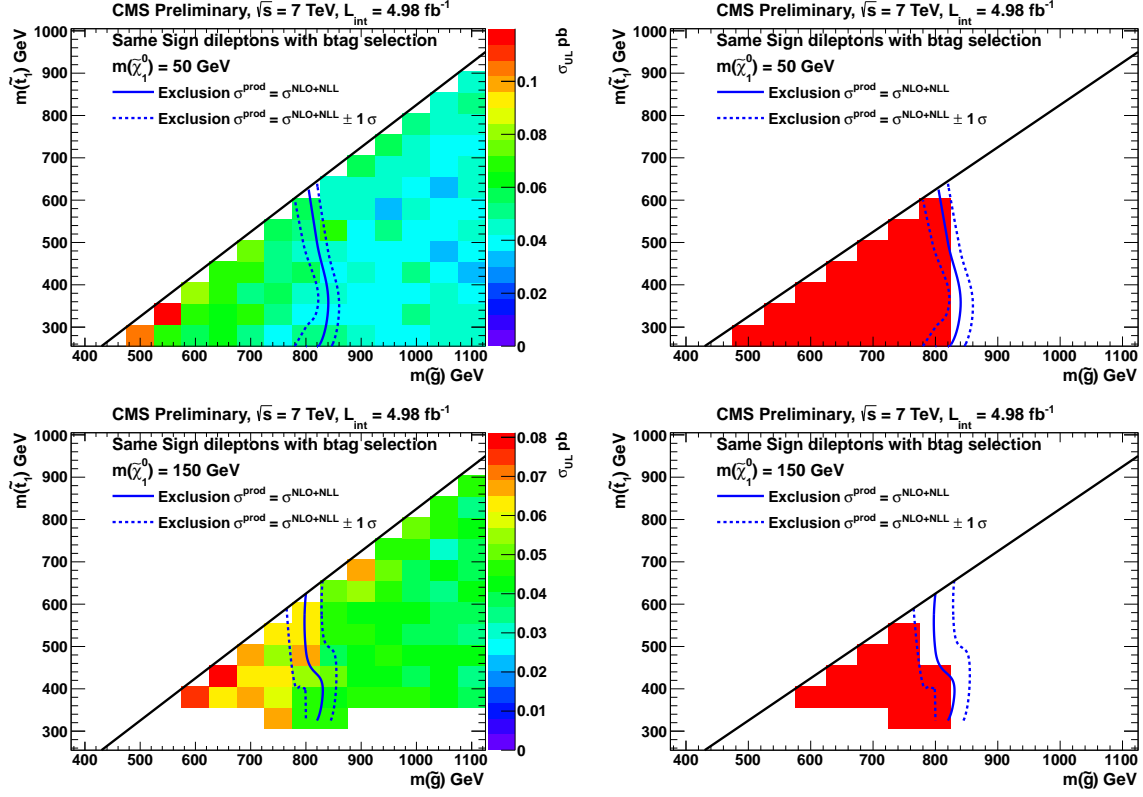 CMS Preliminary, √s = 7 TeV, L_int = 4.98 fb⁻¹
Same Sign dileptons with btag selection
m(χ̃₁⁰) = 50 GeV
Exclusion σ^prod = σ^NLO+NLL
Exclusion σ^prod = σ^NLO+NLL ± 1 σ
m(t̃₁) GeV
1000
900
800
700
600
500
400
300
400 500 600 700 800 900 1000 1100
m(g̃) GeV
σ_UL pb
0.1
0.08
0.06
0.04
0.02
0
CMS Preliminary, √s = 7 TeV, L_int = 4.98 fb⁻¹
Same Sign dileptons with btag selection
m(χ̃₁⁰) = 50 GeV
Exclusion σ^prod = σ^NLO+NLL
Exclusion σ^prod = σ^NLO+NLL ± 1 σ
m(t̃₁) GeV
1000
900
800
700
600
500
400
300
400 500 600 700 800 900 1000 1100
m(g̃) GeV
CMS Preliminary, √s = 7 TeV, L_int = 4.98 fb⁻¹
Same Sign dileptons with btag selection
m(χ̃₁⁰) = 150 GeV
Exclusion σ^prod = σ^NLO+NLL
Exclusion σ^prod = σ^NLO+NLL ± 1 σ
m(t̃₁) GeV
1000
900
800
700
600
500
400
300
400 500 600 700 800 900 1000 1100
m(g̃) GeV
σ_UL pb
0.08
0.07
0.06
0.05
0.04
0.03
0.02
0.01
0
CMS Preliminary, √s = 7 TeV, L_int = 4.98 fb⁻¹
Same Sign dileptons with btag selection
m(χ̃₁⁰) = 150 GeV
Exclusion σ^prod = σ^NLO+NLL
Exclusion σ^prod = σ^NLO+NLL ± 1 σ
m(t̃₁) GeV
1000
900
800
700
600
500
400
300
400 500 600 700 800 900 1000 1100
m(g̃) GeV